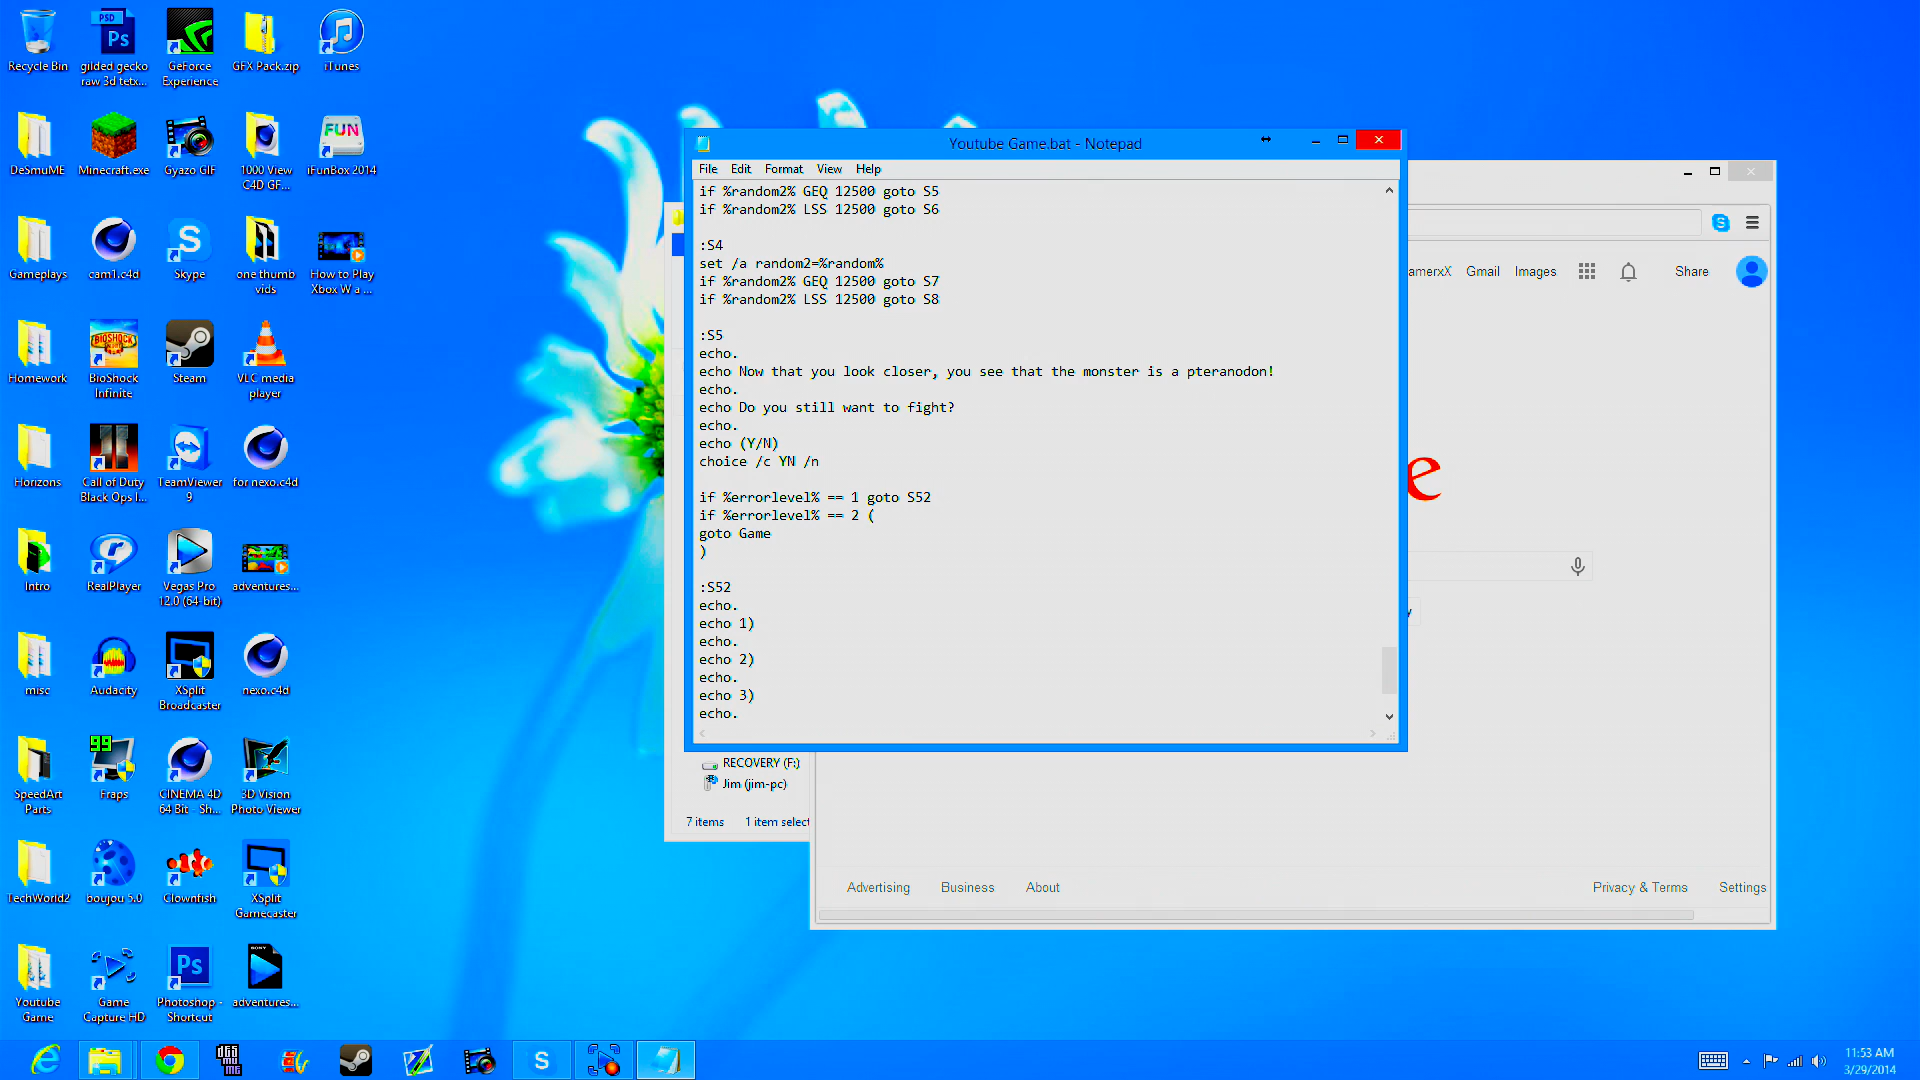 Recycle Bin
gilded gecko
raw 3d tetx...
GeForce
Experience
GFX Pack.zip
iTunes
DeSmuME
Minecraft.exe
Gyazo GIF
1000 View
C4D GF...
FUN
iFunBox 2014
Gameplays
cam1.c4d
Skype
one thumb
vids
How to Play
Xbox W a ...
Homework
BioShock
Infinite
Steam
VLC media
player
Horizons
Call of Duty
Black Ops I...
TeamViewer
9
for nexo.c4d
Intro
RealPlayer
Vegas Pro
12.0 (64-bit)
adventures...
misc
Audacity
XSplit
Broadcaster
nexo.c4d
99
SpeedArt
Parts
Fraps
CINEMA 4D
64 Bit - Sh...
3D Vision
Photo Viewer
TechWorld2
boujou 5.0
Clownfish
XSplit
Gamecaster
Youtube
Game
Game
Capture HD
Photoshop -
Shortcut
adventures...
Youtube Game.bat - Notepad
File Edit Format View Help
if %random2% GEQ 12500 goto S5
if %random2% LSS 12500 goto S6
:S4
set /a random2=%random%
if %random2% GEQ 12500 goto S7
if %random2% LSS 12500 goto S8
:S5
echo.
echo Now that you look closer, you see that the monster is a pteranodon!
echo.
echo Do you still want to fight?
echo.
echo (Y/N)
choice /c YN /n
if %errorlevel% == 1 goto S52
if %errorlevel% == 2 (
goto Game
)
:S52
echo.
echo 1)
echo.
echo 2)
echo.
echo 3)
echo.
RECOVERY (F:)
Jim (jim-pc)
7 items 1 item select
amerxX Gmail Images Share
e
Advertising Business About Privacy & Terms Settings
11:53 AM
3/29/2014